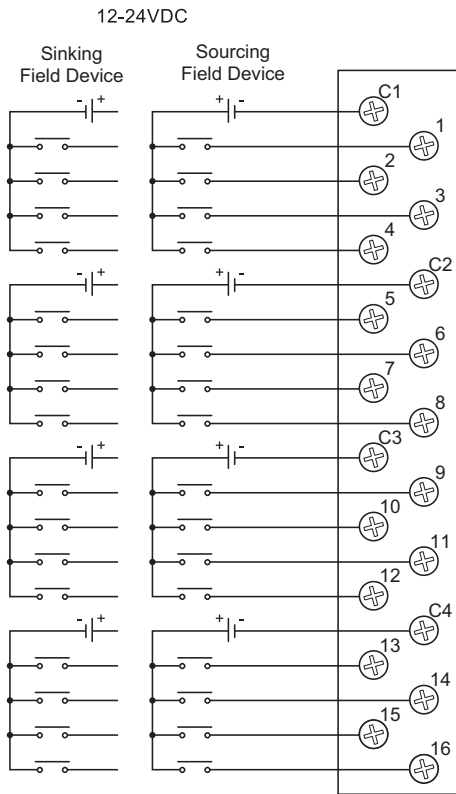 12-24VDC
Sinking
Field Device
Sourcing
Field Device
- +
+ -
C1
1
2
3
4
- +
+ -
C2
5
6
7
8
- +
+ -
C3
9
10
11
12
- +
+ -
C4
13
14
15
16